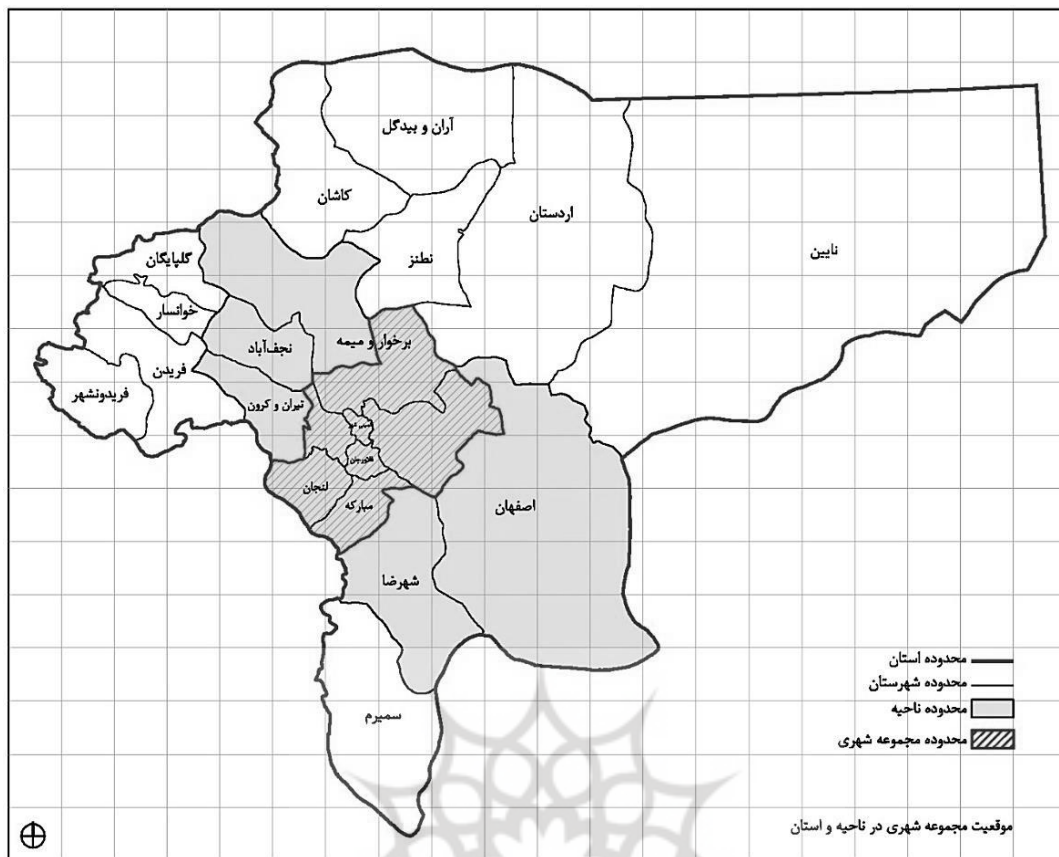 آران و بیدگل
کاشان
اردستان
نطنز
نایین
گلپایگان
خوانسار
برخوار و میمه
نجف‌آباد
فریدن
فریدونشهر
تیران و کرون
لنجان
مبارکه
اصفهان
شهرضا
سمیرم
محدوده استان
محدوده شهرستان
محدوده ناحیه
محدوده مجموعه شهری
موقعیت مجموعه شهری در ناحیه و استان